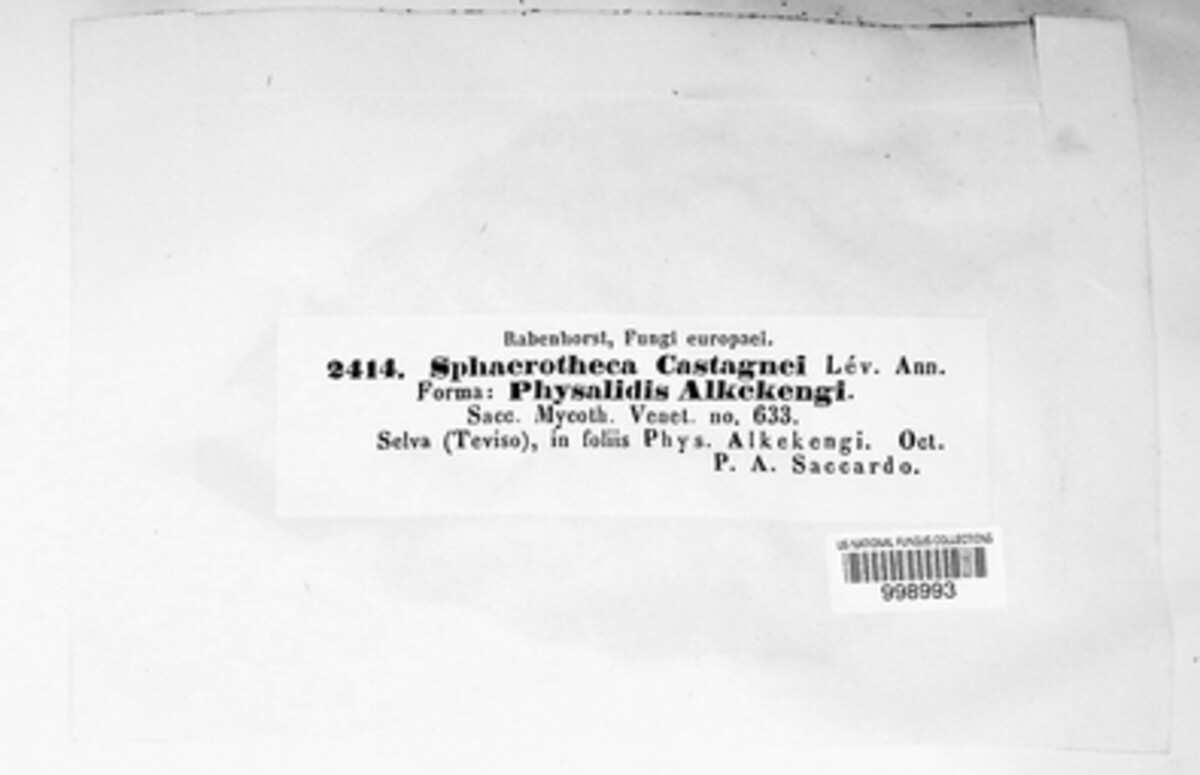 Rabenhorst, Fungi europaei.
2414. Sphaerotheca Castagnei Lév. Ann.
Forma: Physalidis Alkekengi.
Sacc. Mycoth. Venet. no. 633.
Selva (Teviso), in foliis Phys. Alkekengi. Oct.
P. A. Saccardo.
US NATIONAL FUNGUS COLLECTIONS
998993